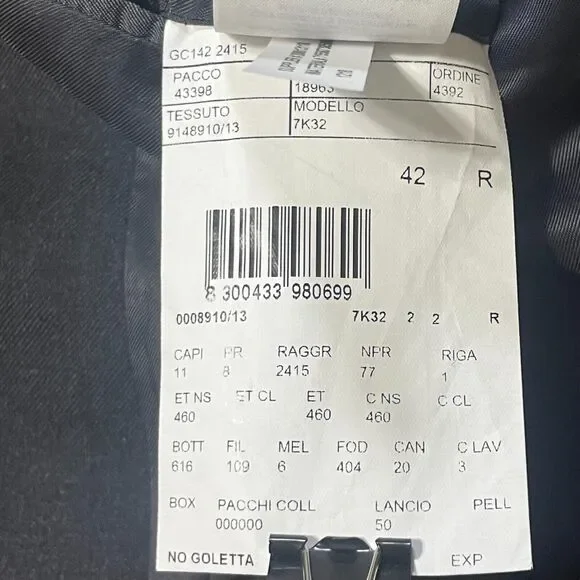 GC142 2415
PACCO ORDINE
43398 18963 4392
TESSUTO MODELLO
9148910/13 7K32
42 R
8 300433 980699
0008910/13 7K32 2 2 R
CAPI PR RAGGR NPR RIGA
11 8 2415 77 1
ET NS ET CL ET C NS C CL
460 460 460
BOTT FIL MEL FOD CAN C LAV
616 109 6 404 20 3
BOX PACCHI COLL LANCIO PELL
000000 50
NO GOLETTA EXP